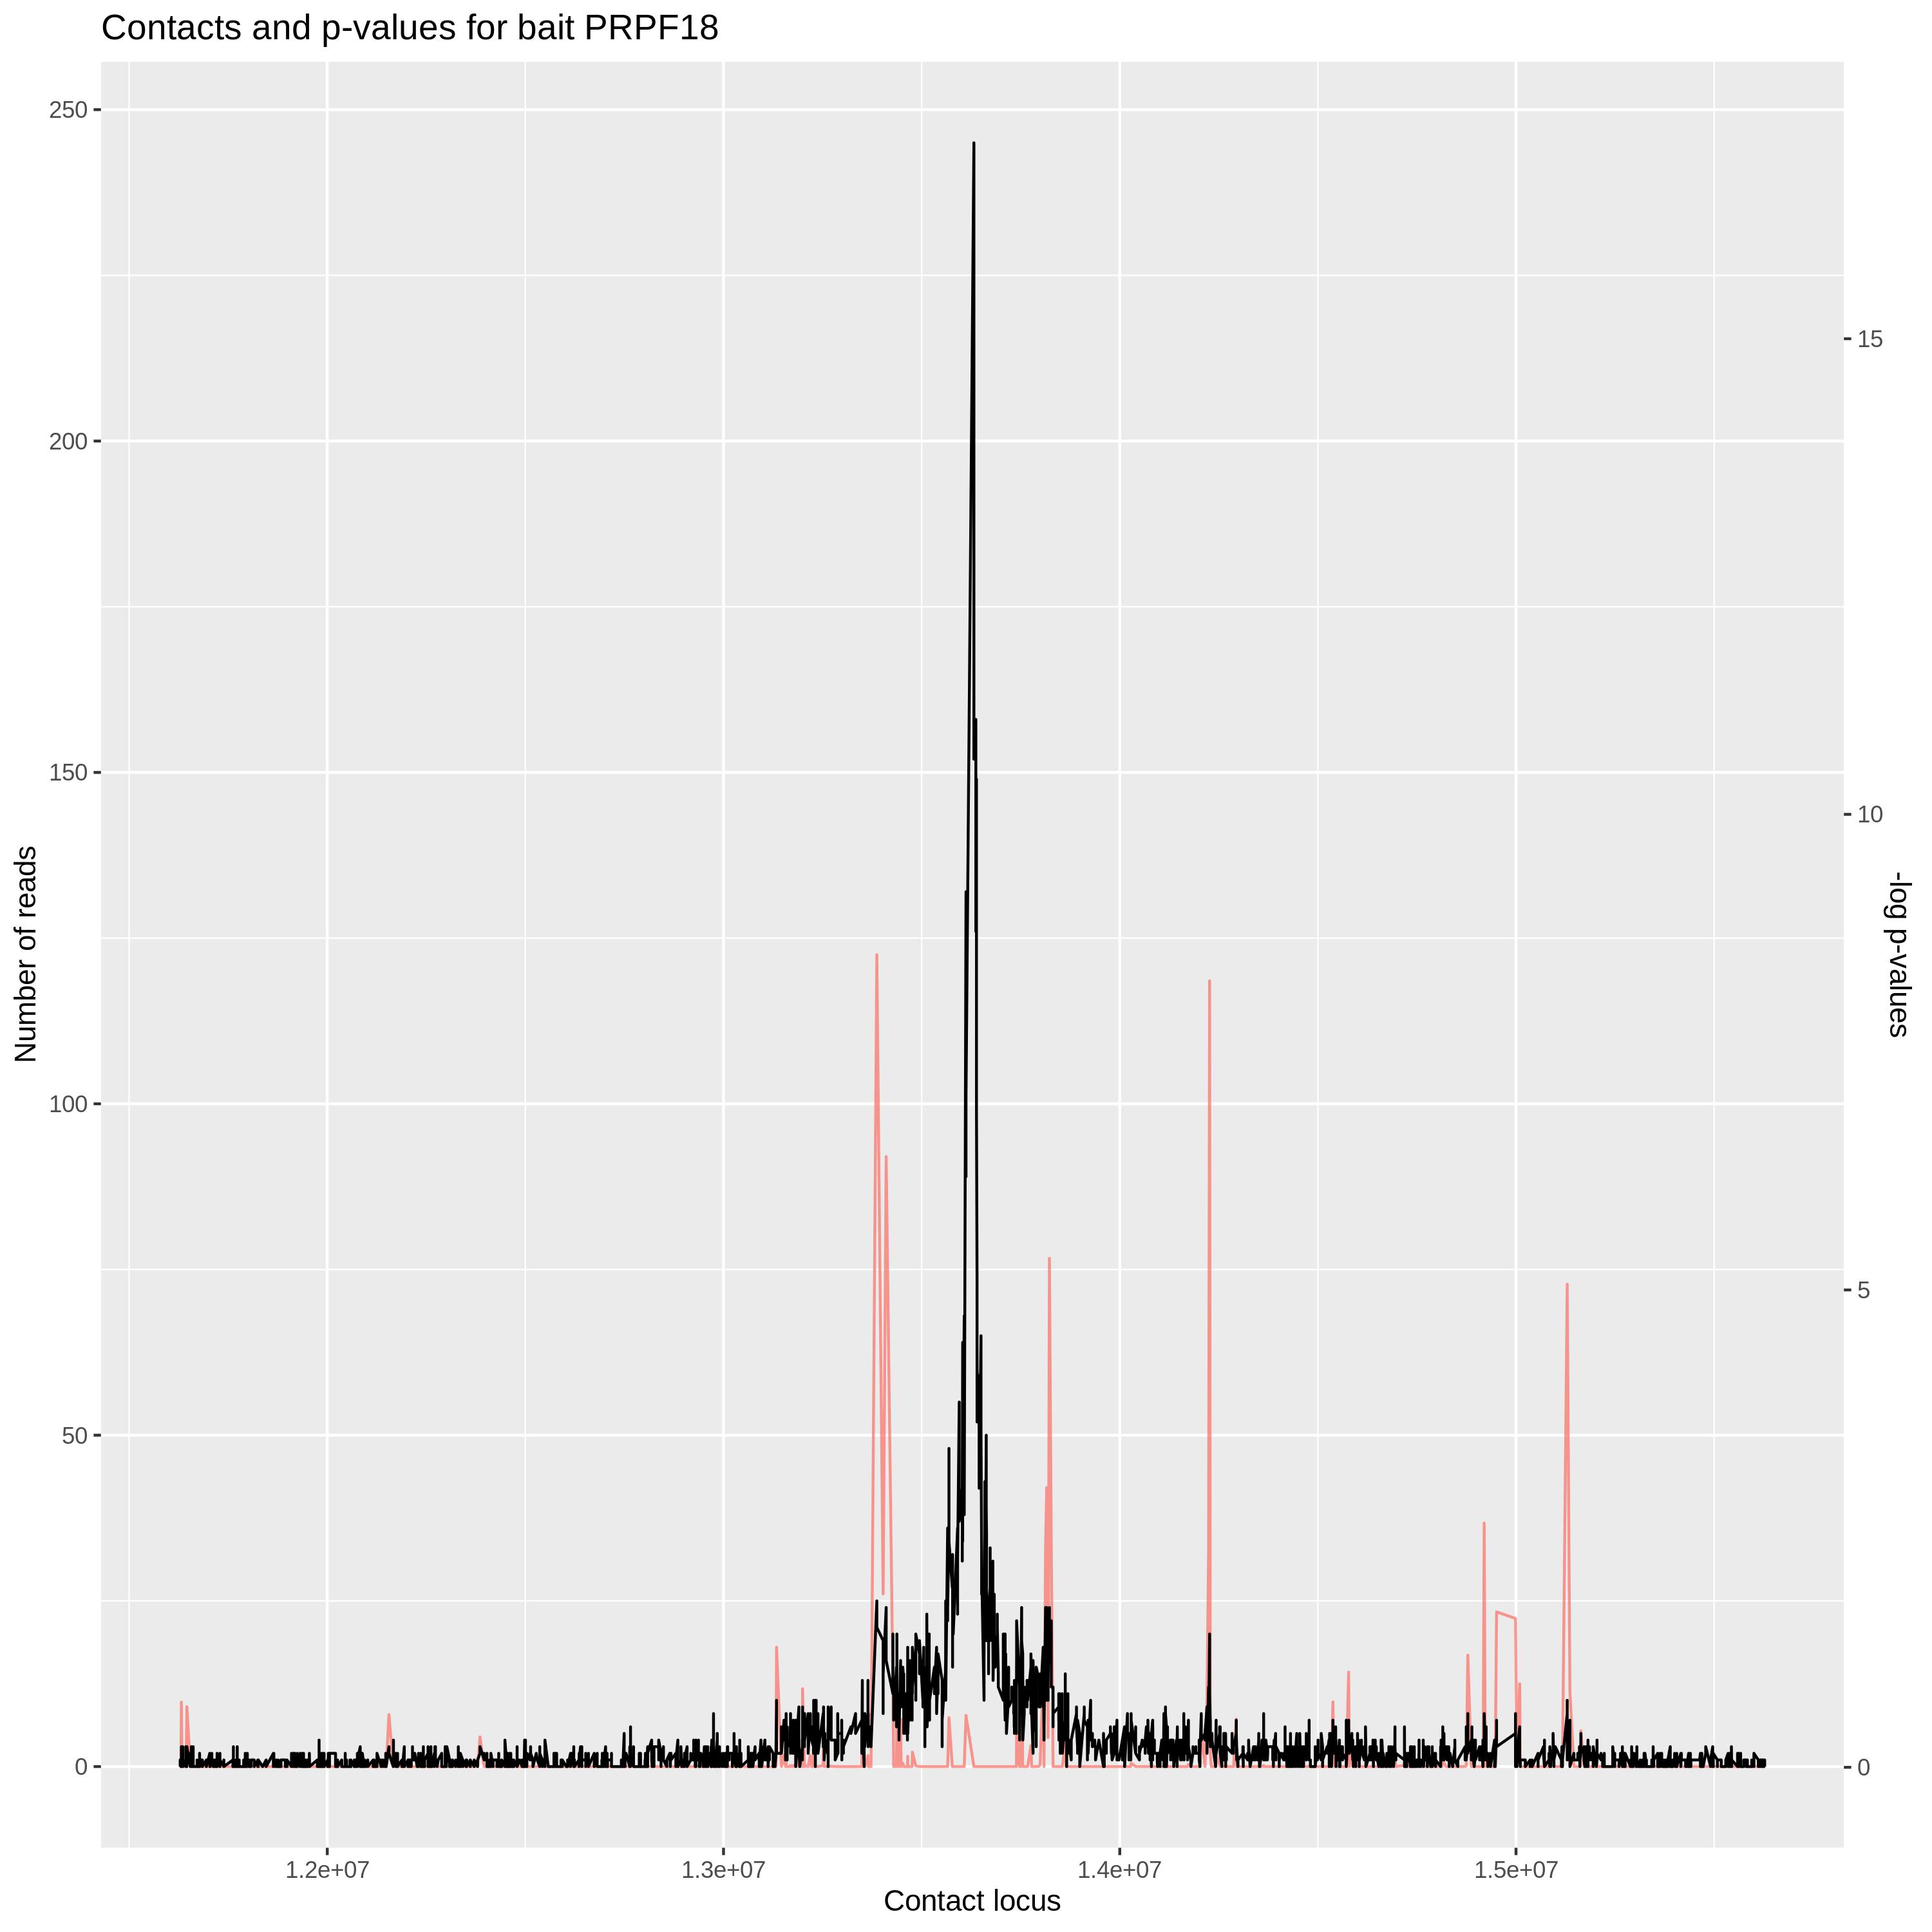 Contacts and p-values for bait PRPF18
250
200
150
100
50
0
Number of reads
15
10
5
0
-log p-values
1.2e+07
1.3e+07
1.4e+07
1.5e+07
Contact locus